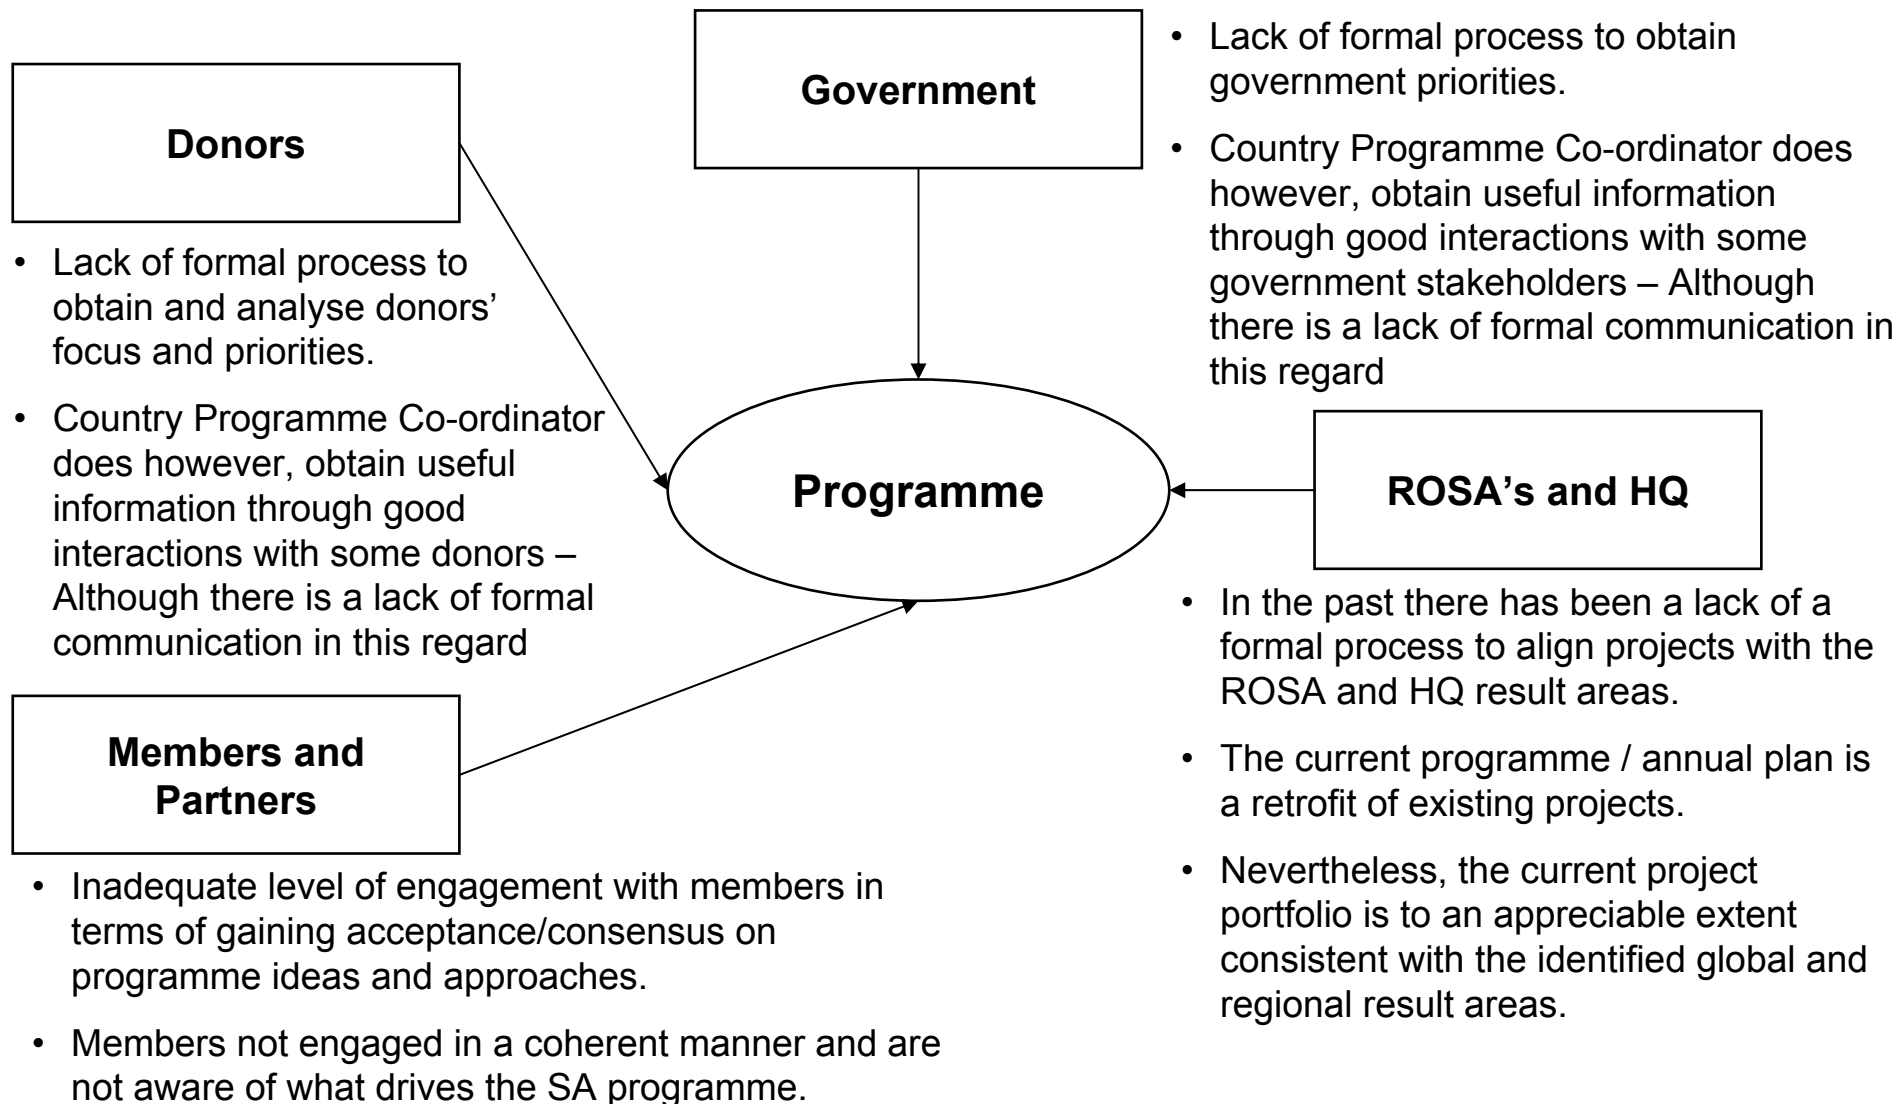 Donors
• Lack of formal process to
obtain and analyse donors’
focus and priorities.
• Country Programme Co-ordinator
does however, obtain useful
information through good
interactions with some donors –
Although there is a lack of formal
communication in this regard
Government
• Lack of formal process to obtain
government priorities.
• Country Programme Co-ordinator does
however, obtain useful information
through good interactions with some
government stakeholders – Although
there is a lack of formal communication in
this regard
Programme
ROSA’s and HQ
• In the past there has been a lack of a
formal process to align projects with the
ROSA and HQ result areas.
• The current programme / annual plan is
a retrofit of existing projects.
• Nevertheless, the current project
portfolio is to an appreciable extent
consistent with the identified global and
regional result areas.
Members and
Partners
• Inadequate level of engagement with members in
terms of gaining acceptance/consensus on
programme ideas and approaches.
• Members not engaged in a coherent manner and are
not aware of what drives the SA programme.